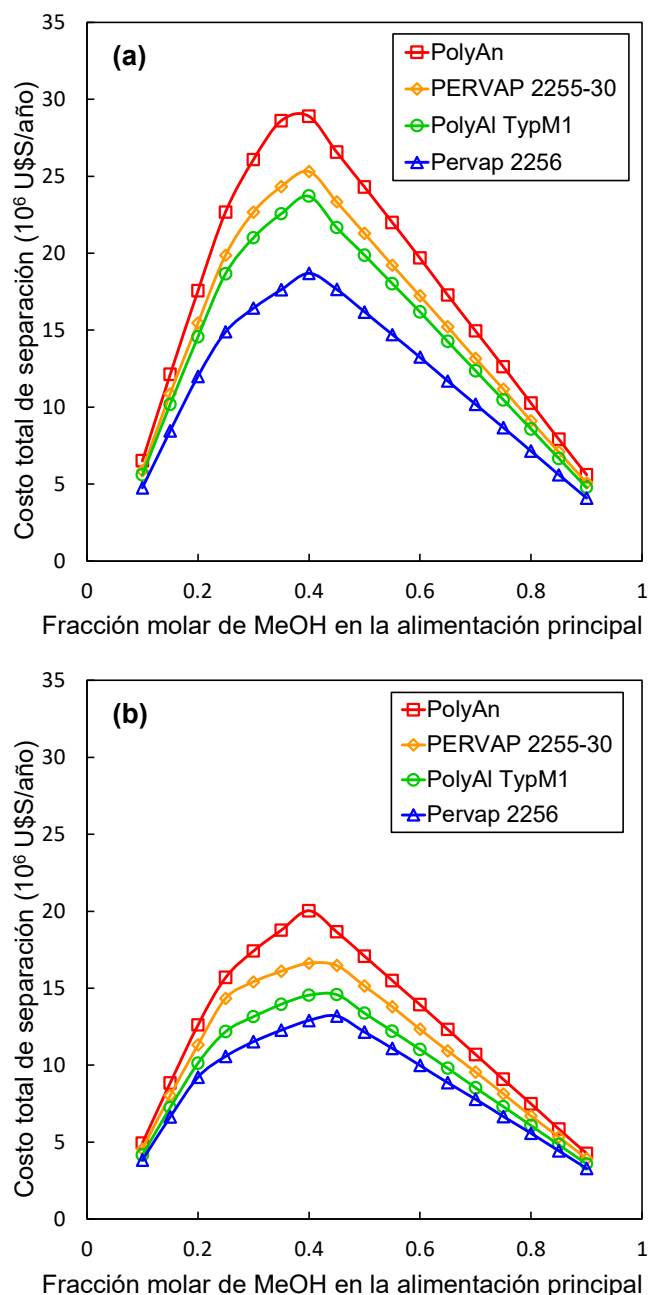 (a)
PolyAn
PERVAP 2255-30
PolyAl TypM1
Pervap 2256
Costo total de separación (10⁶ U$S/año)
35
30
25
20
15
10
5
0
0 0.2 0.4 0.6 0.8 1
Fracción molar de MeOH en la alimentación principal
(b)
PolyAn
PERVAP 2255-30
PolyAl TypM1
Pervap 2256
Costo total de separación (10⁶ U$S/año)
35
30
25
20
15
10
5
0
0 0.2 0.4 0.6 0.8 1
Fracción molar de MeOH en la alimentación principal